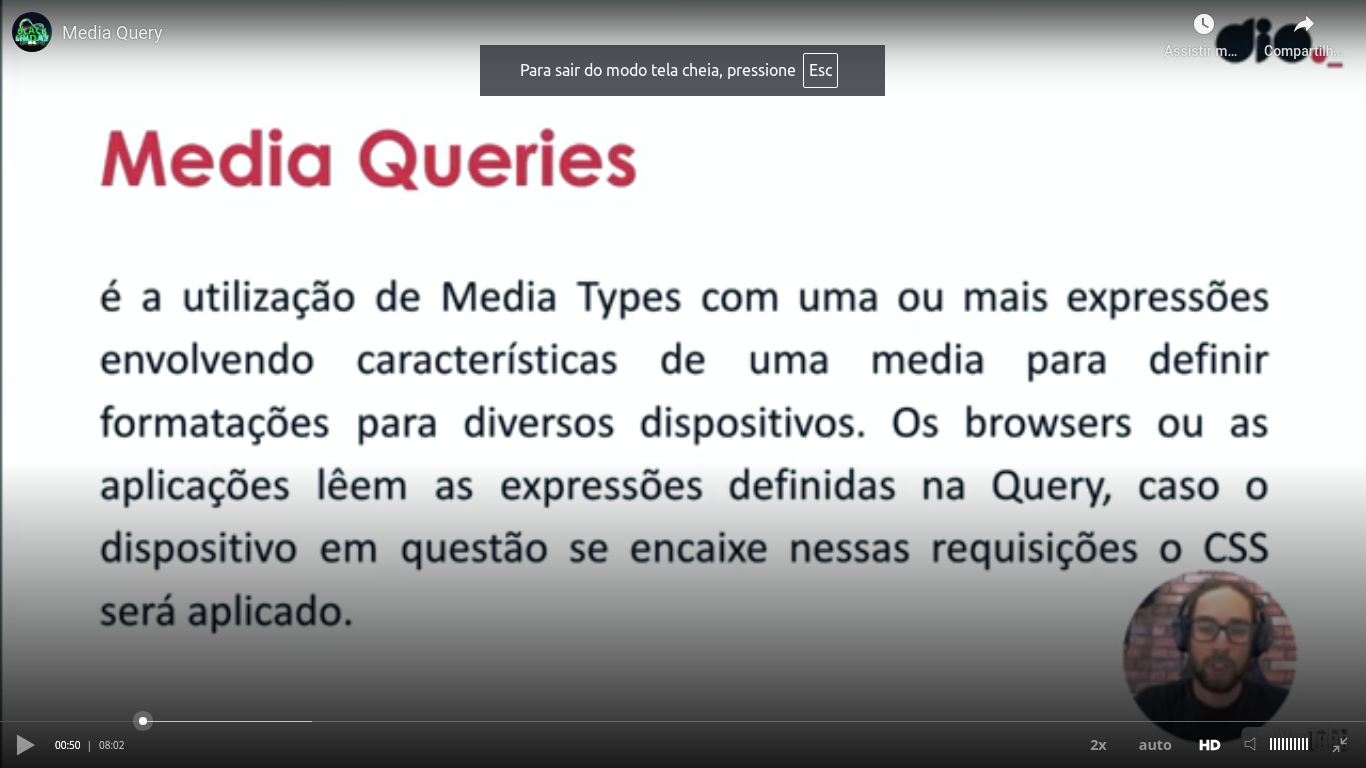 Media Query
Assistir m...
Compartilh...
dio_
Para sair do modo tela cheia, pressione Esc
Media Queries
é a utilização de Media Types com uma ou mais expressões
envolvendo características de uma media para definir
formatações para diversos dispositivos. Os browsers ou as
aplicações lêem as expressões definidas na Query, caso o
dispositivo em questão se encaixe nessas requisições o CSS
será aplicado.
00:50 | 08:02
2x auto HD